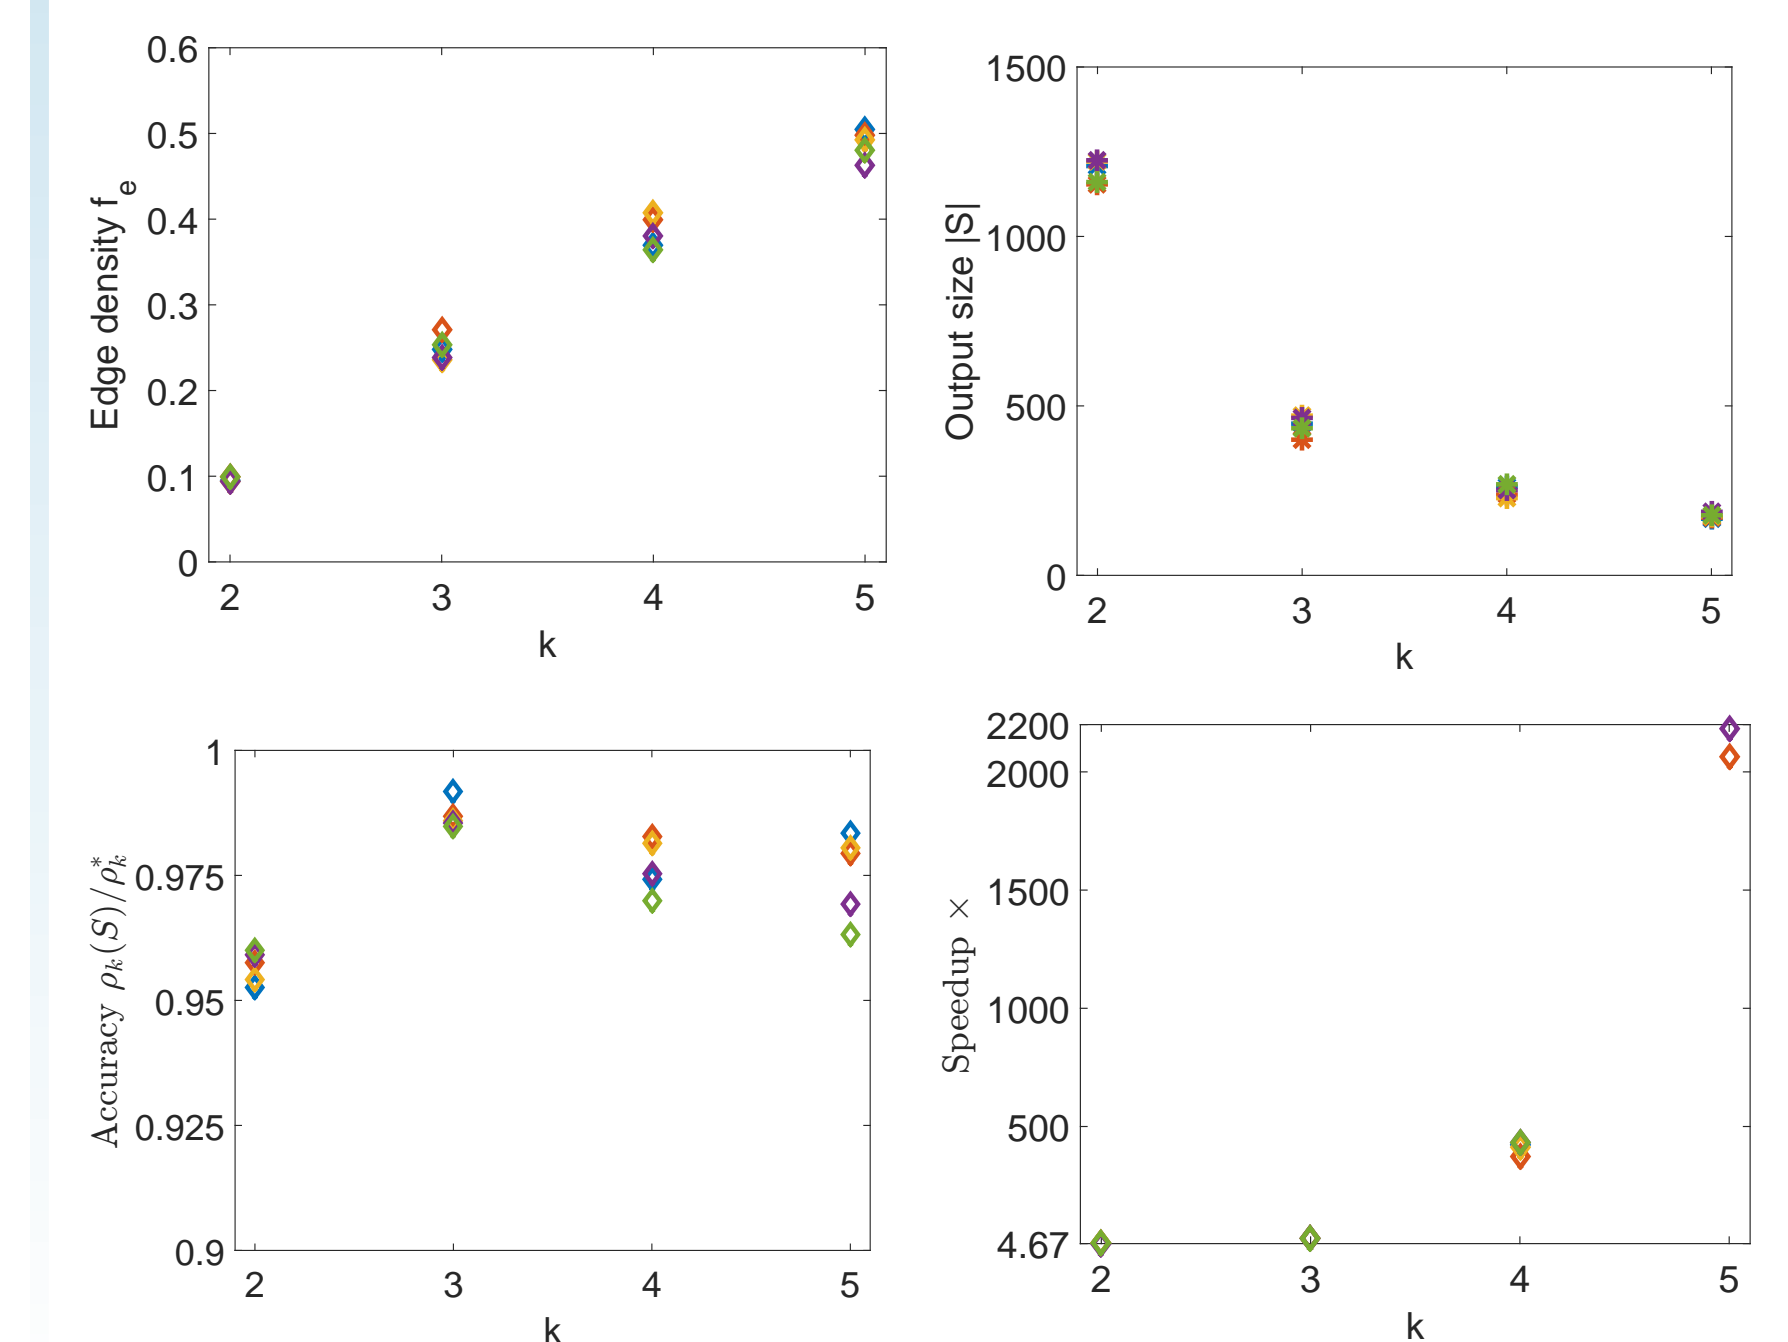 0.6
0.5
0.4
0.3
0.2
0.1
0
Edge density f_e
2 3 4 5
k
1500
1000
500
0
Output size |S|
2 3 4 5
k
1
0.975
0.95
0.925
0.9
Accuracy ρ_k(S)/ρ_k^*
2 3 4 5
k
2200
2000
1500
1000
500
4.67
Speedup ×
2 3 4 5
k